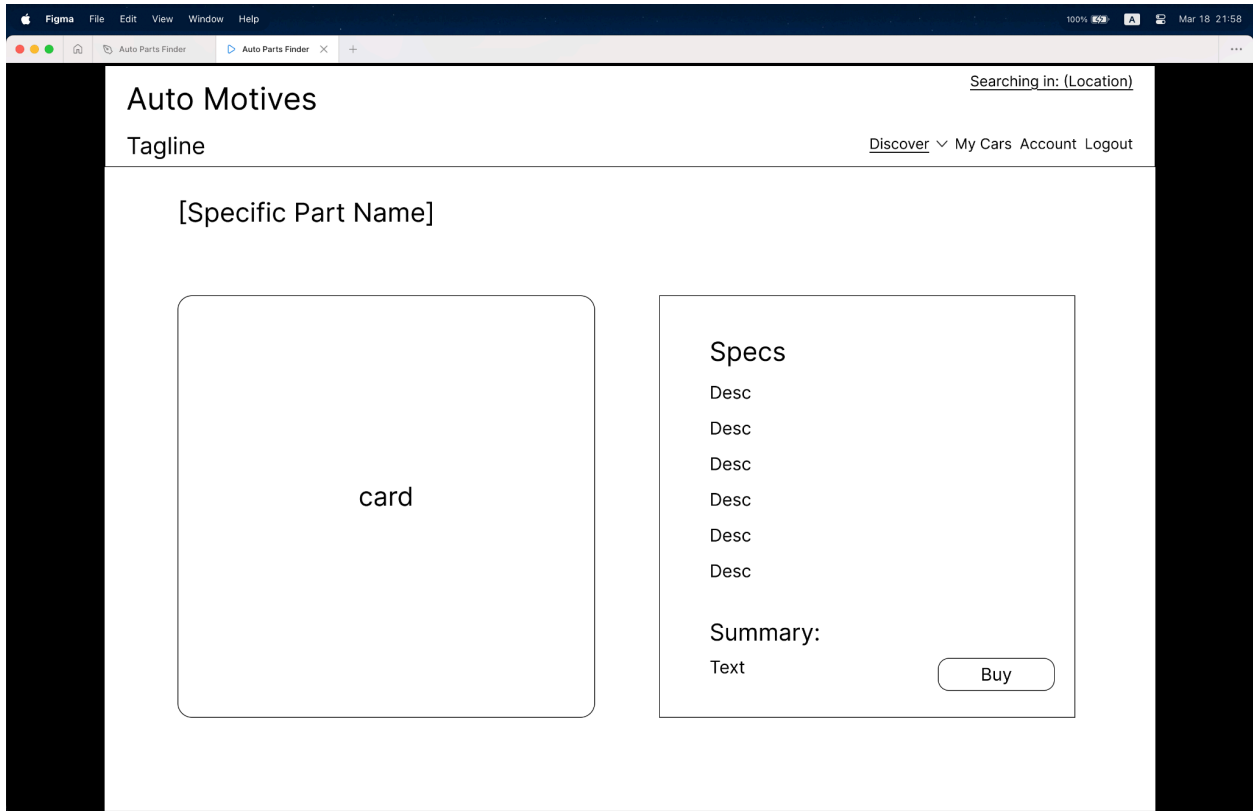 Figma File Edit View Window Help 100% A Mar 18 21:58
Auto Parts Finder Auto Parts Finder
Searching in: (Location)
Auto Motives
Tagline
Discover My Cars Account Logout
[Specific Part Name]
card
Specs
Desc
Desc
Desc
Desc
Desc
Desc
Summary:
Text
Buy